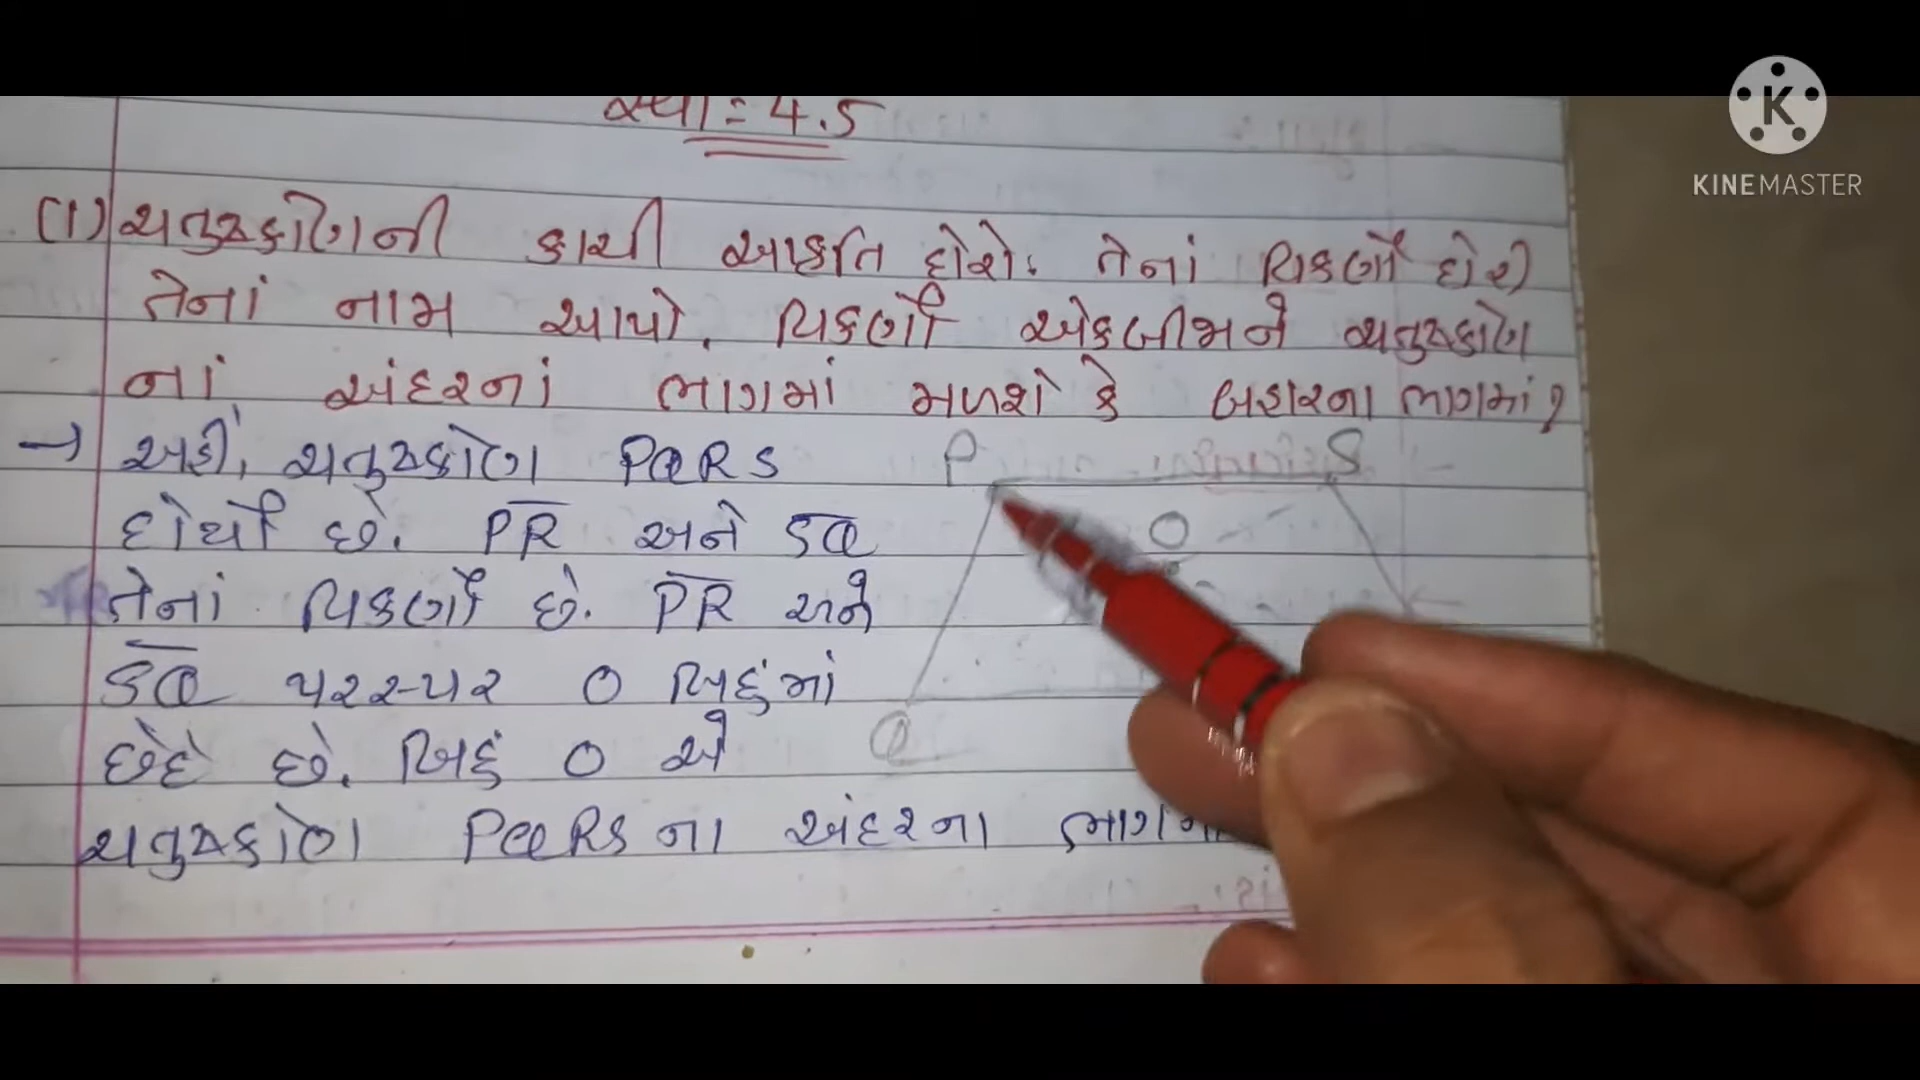 સ્વા = 4.5
KINEMASTER
(1) ચતુષ્કોણની કાચી આકૃતિ દોરો. તેનાં વિકર્ણો દોરી
તેનાં નામ આપો. વિકર્ણો એકબીજાને ચતુષ્કોણ
નાં અંદરનાં ભાગમાં મળશે કે બહારના ભાગમાં?
→ અહીં, ચતુષ્કોણ PQRS
P S
દોર્યો છે. PR અને SQ
O
તેનાં વિકર્ણો છે. PR અને
SQ પરસ્પર O બિંદુમાં
Q
છેદે છે. બિંદુ O એ
ચતુષ્કોણ PQRS ના અંદરના